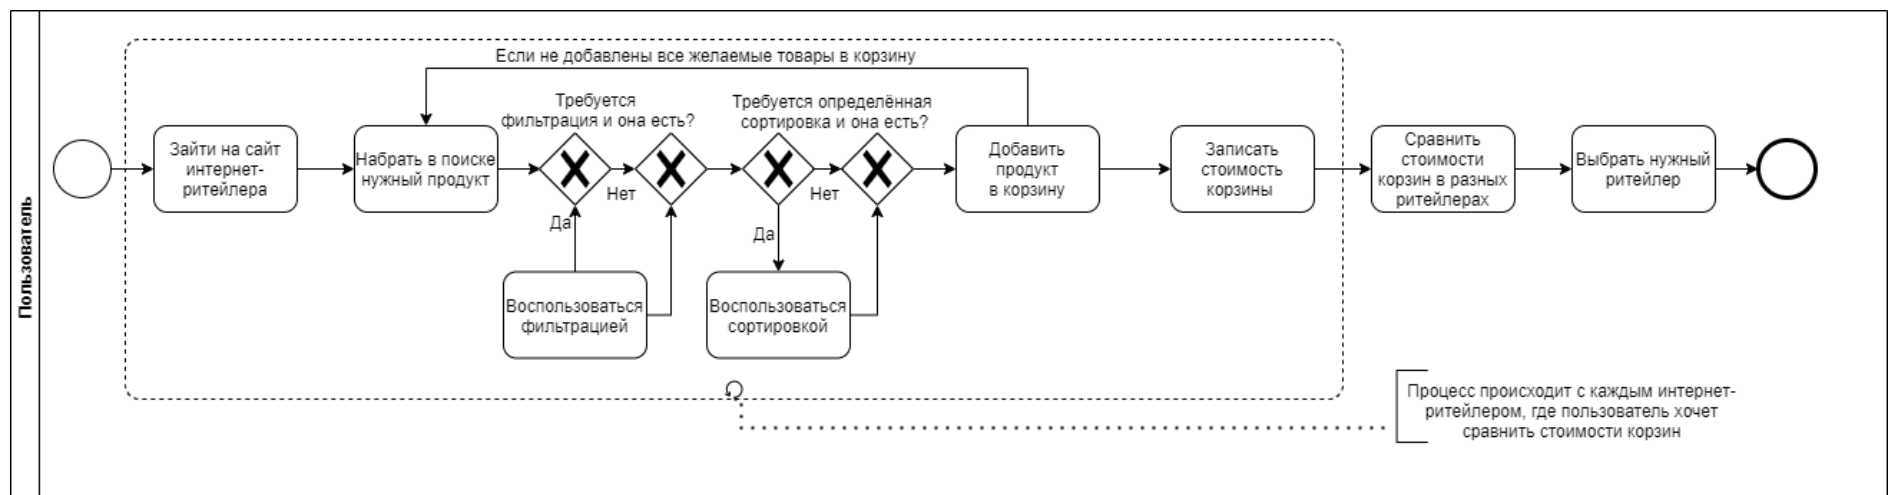 Пользователь
Если не добавлены все желаемые товары в корзину
Зайти на сайт
интернет-
ритейлера
Набрать в поиске
нужный продукт
Требуется
фильтрация и она есть?
Нет
Да
Воспользоваться
фильтрацией
Требуется определённая
сортировка и она есть?
Нет
Да
Воспользоваться
сортировкой
Добавить
продукт
в корзину
Записать
стоимость
корзины
Сравнить
стоимости
корзин в разных
ритейлерах
Выбрать нужный
ритейлер
Процесс происходит с каждым интернет-
ритейлером, где пользователь хочет
сравнить стоимости корзин